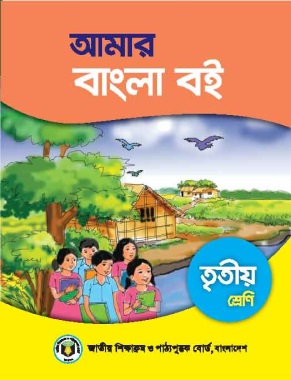 আমার
বাংলা বই
তৃতীয়
শ্রেণি
জাতীয় শিক্ষাক্রম ও পাঠ্যপুস্তক বোর্ড, বাংলাদেশ